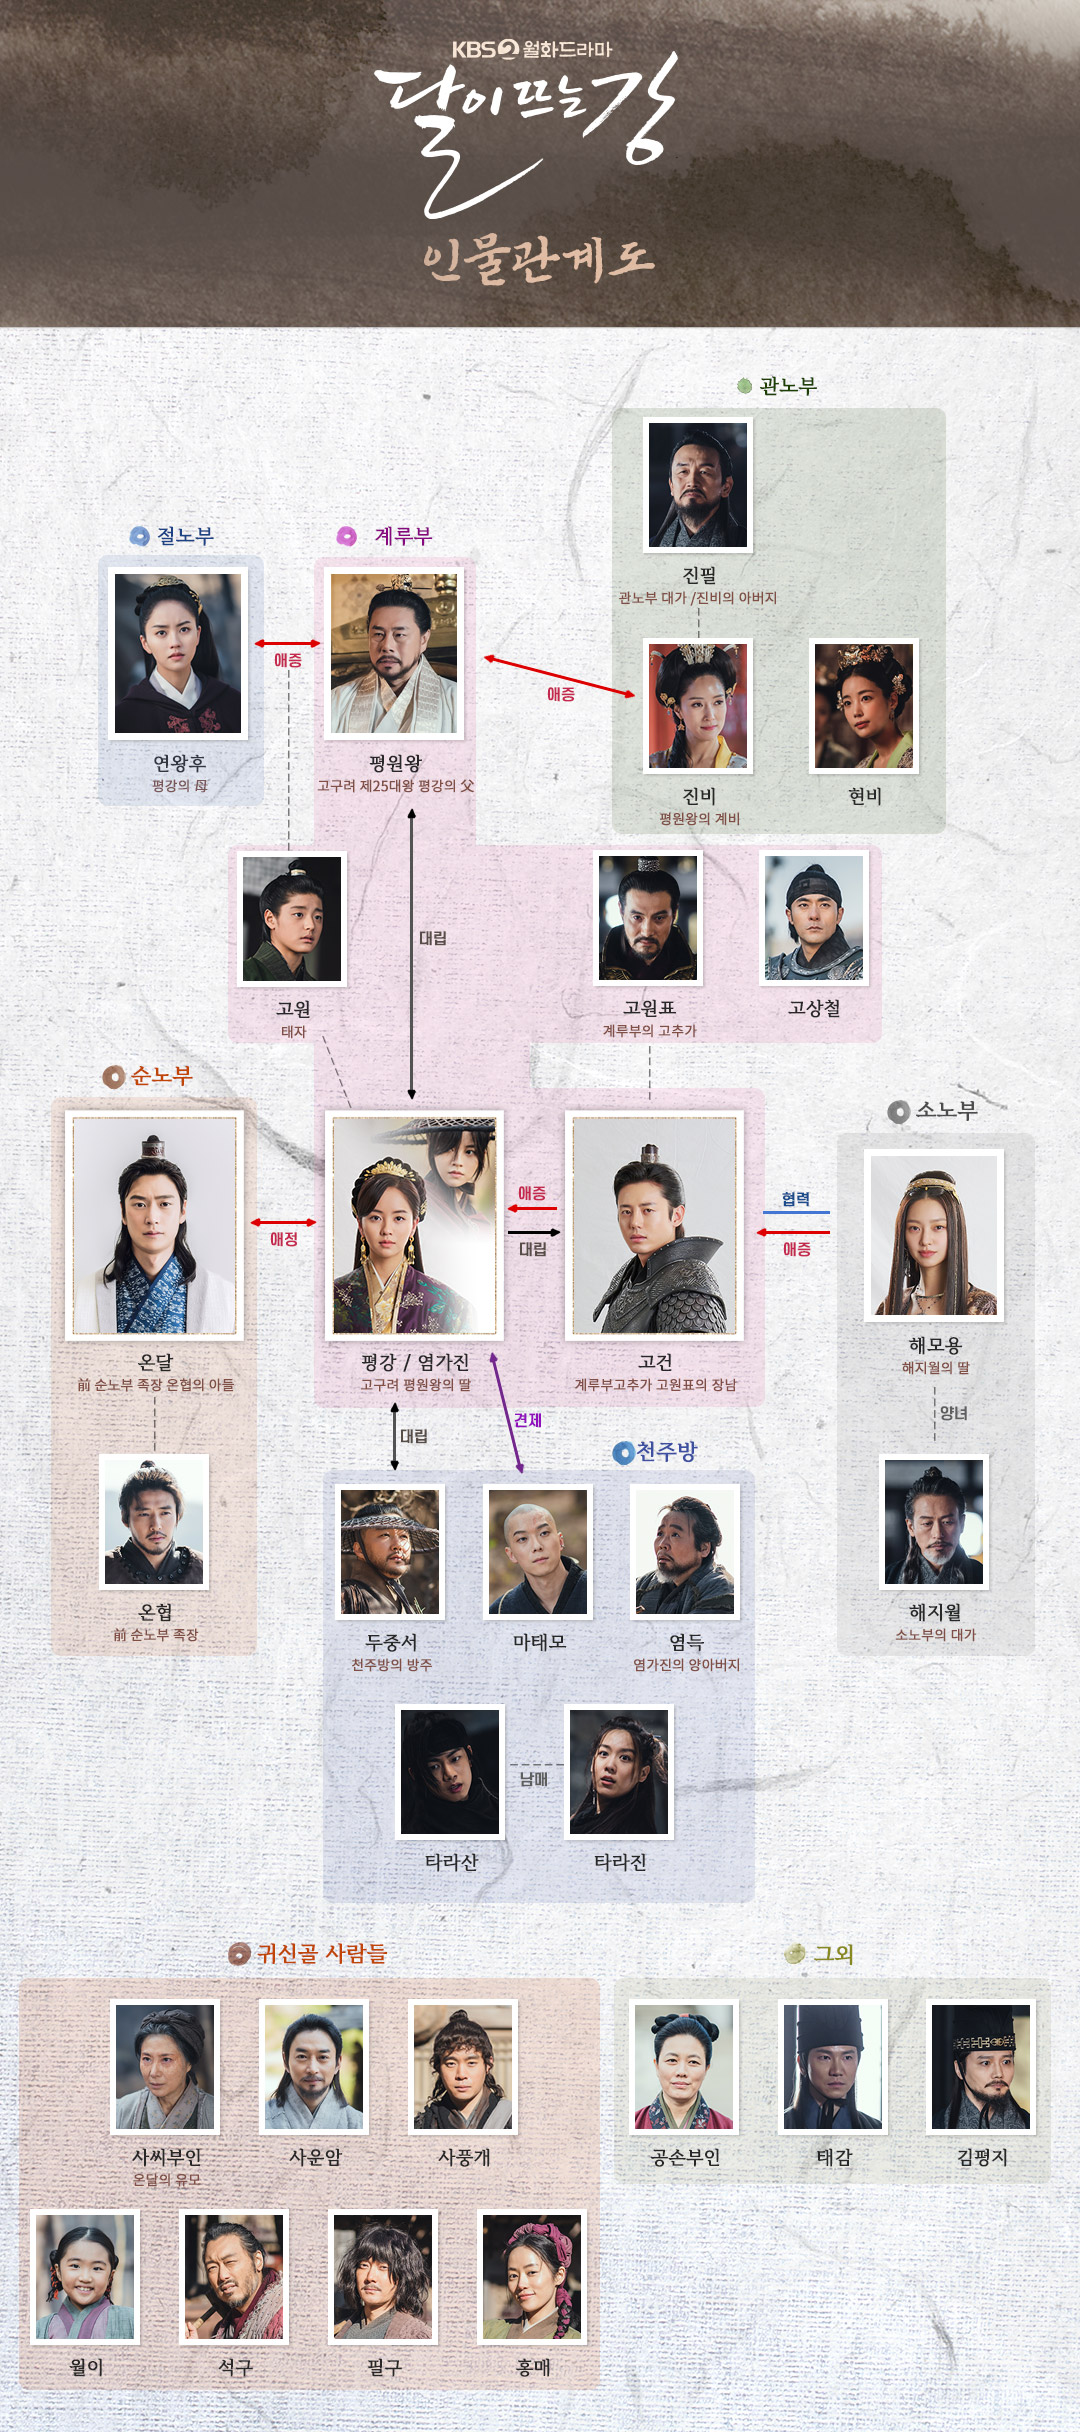 KBS2 월화드라마
달이 뜨는 강
인물관계도
관노부
진필
관노부 대가 /진비의 아버지
절노부
계루부
애증
애증
연왕후
평강의 母
평원왕
고구려 제25대왕 평강의 父
진비
평원왕의 계비
현비
대립
고원
태자
고원표
계루부의 고추가
고상철
순노부
소노부
애정
애증
대립
협력
애증
온달
前 순노부 족장 온협의 아들
평강 / 염가진
고구려 평원왕의 딸
고건
계루부고추가 고원표의 장남
해모용
해지월의 딸
양녀
대립
견제
천주방
온협
前 순노부 족장
두중서
천주방의 방주
마태모
염득
염가진의 양아버지
해지월
소노부의 대가
남매
타라산
타라진
귀신골 사람들
그외
사씨부인
온달의 유모
사운암
사풍개
공손부인
태감
김평지
월이
석구
필구
홍매